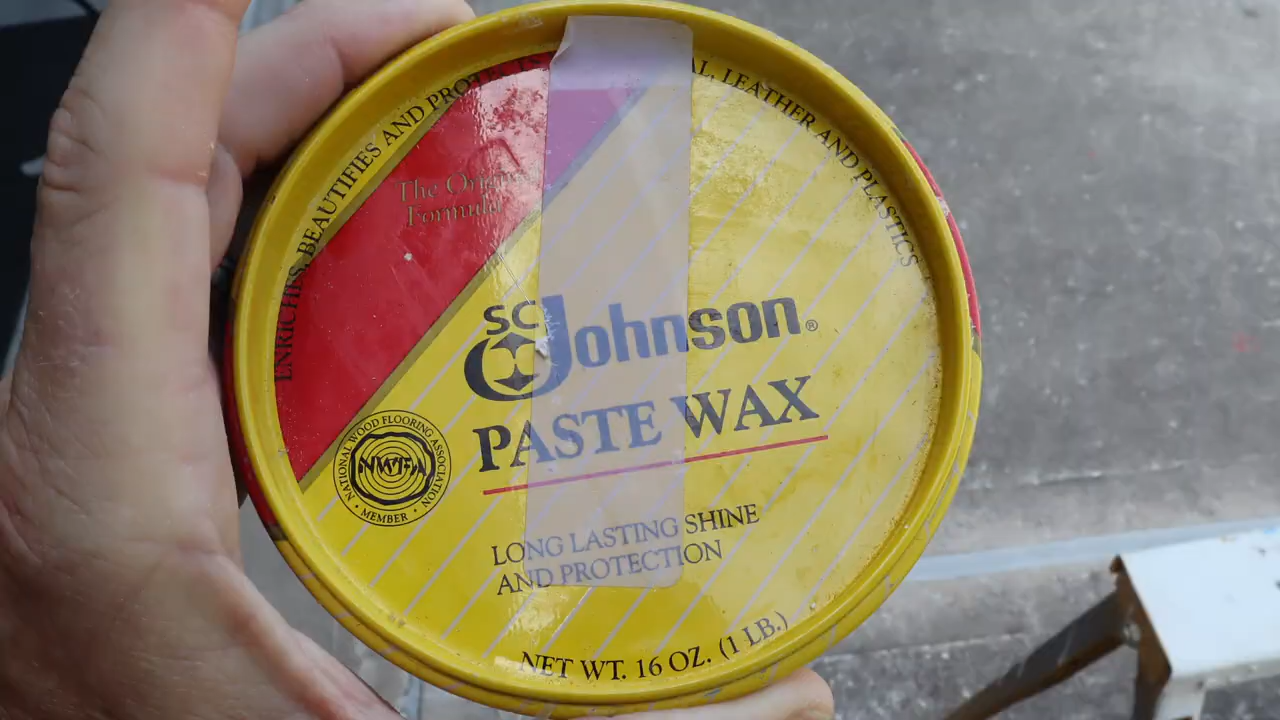 ENRICHES, BEAUTIFIES AND PROTECTS
AL, LEATHER AND PLASTICS
The Original
Formula
SC Johnson®
PASTE WAX
NATIONAL WOOD FLOORING ASSOCIATION
NWFA
• MEMBER •
LONG LASTING SHINE
AND PROTECTION
NET WT. 16 OZ. (1 LB.)